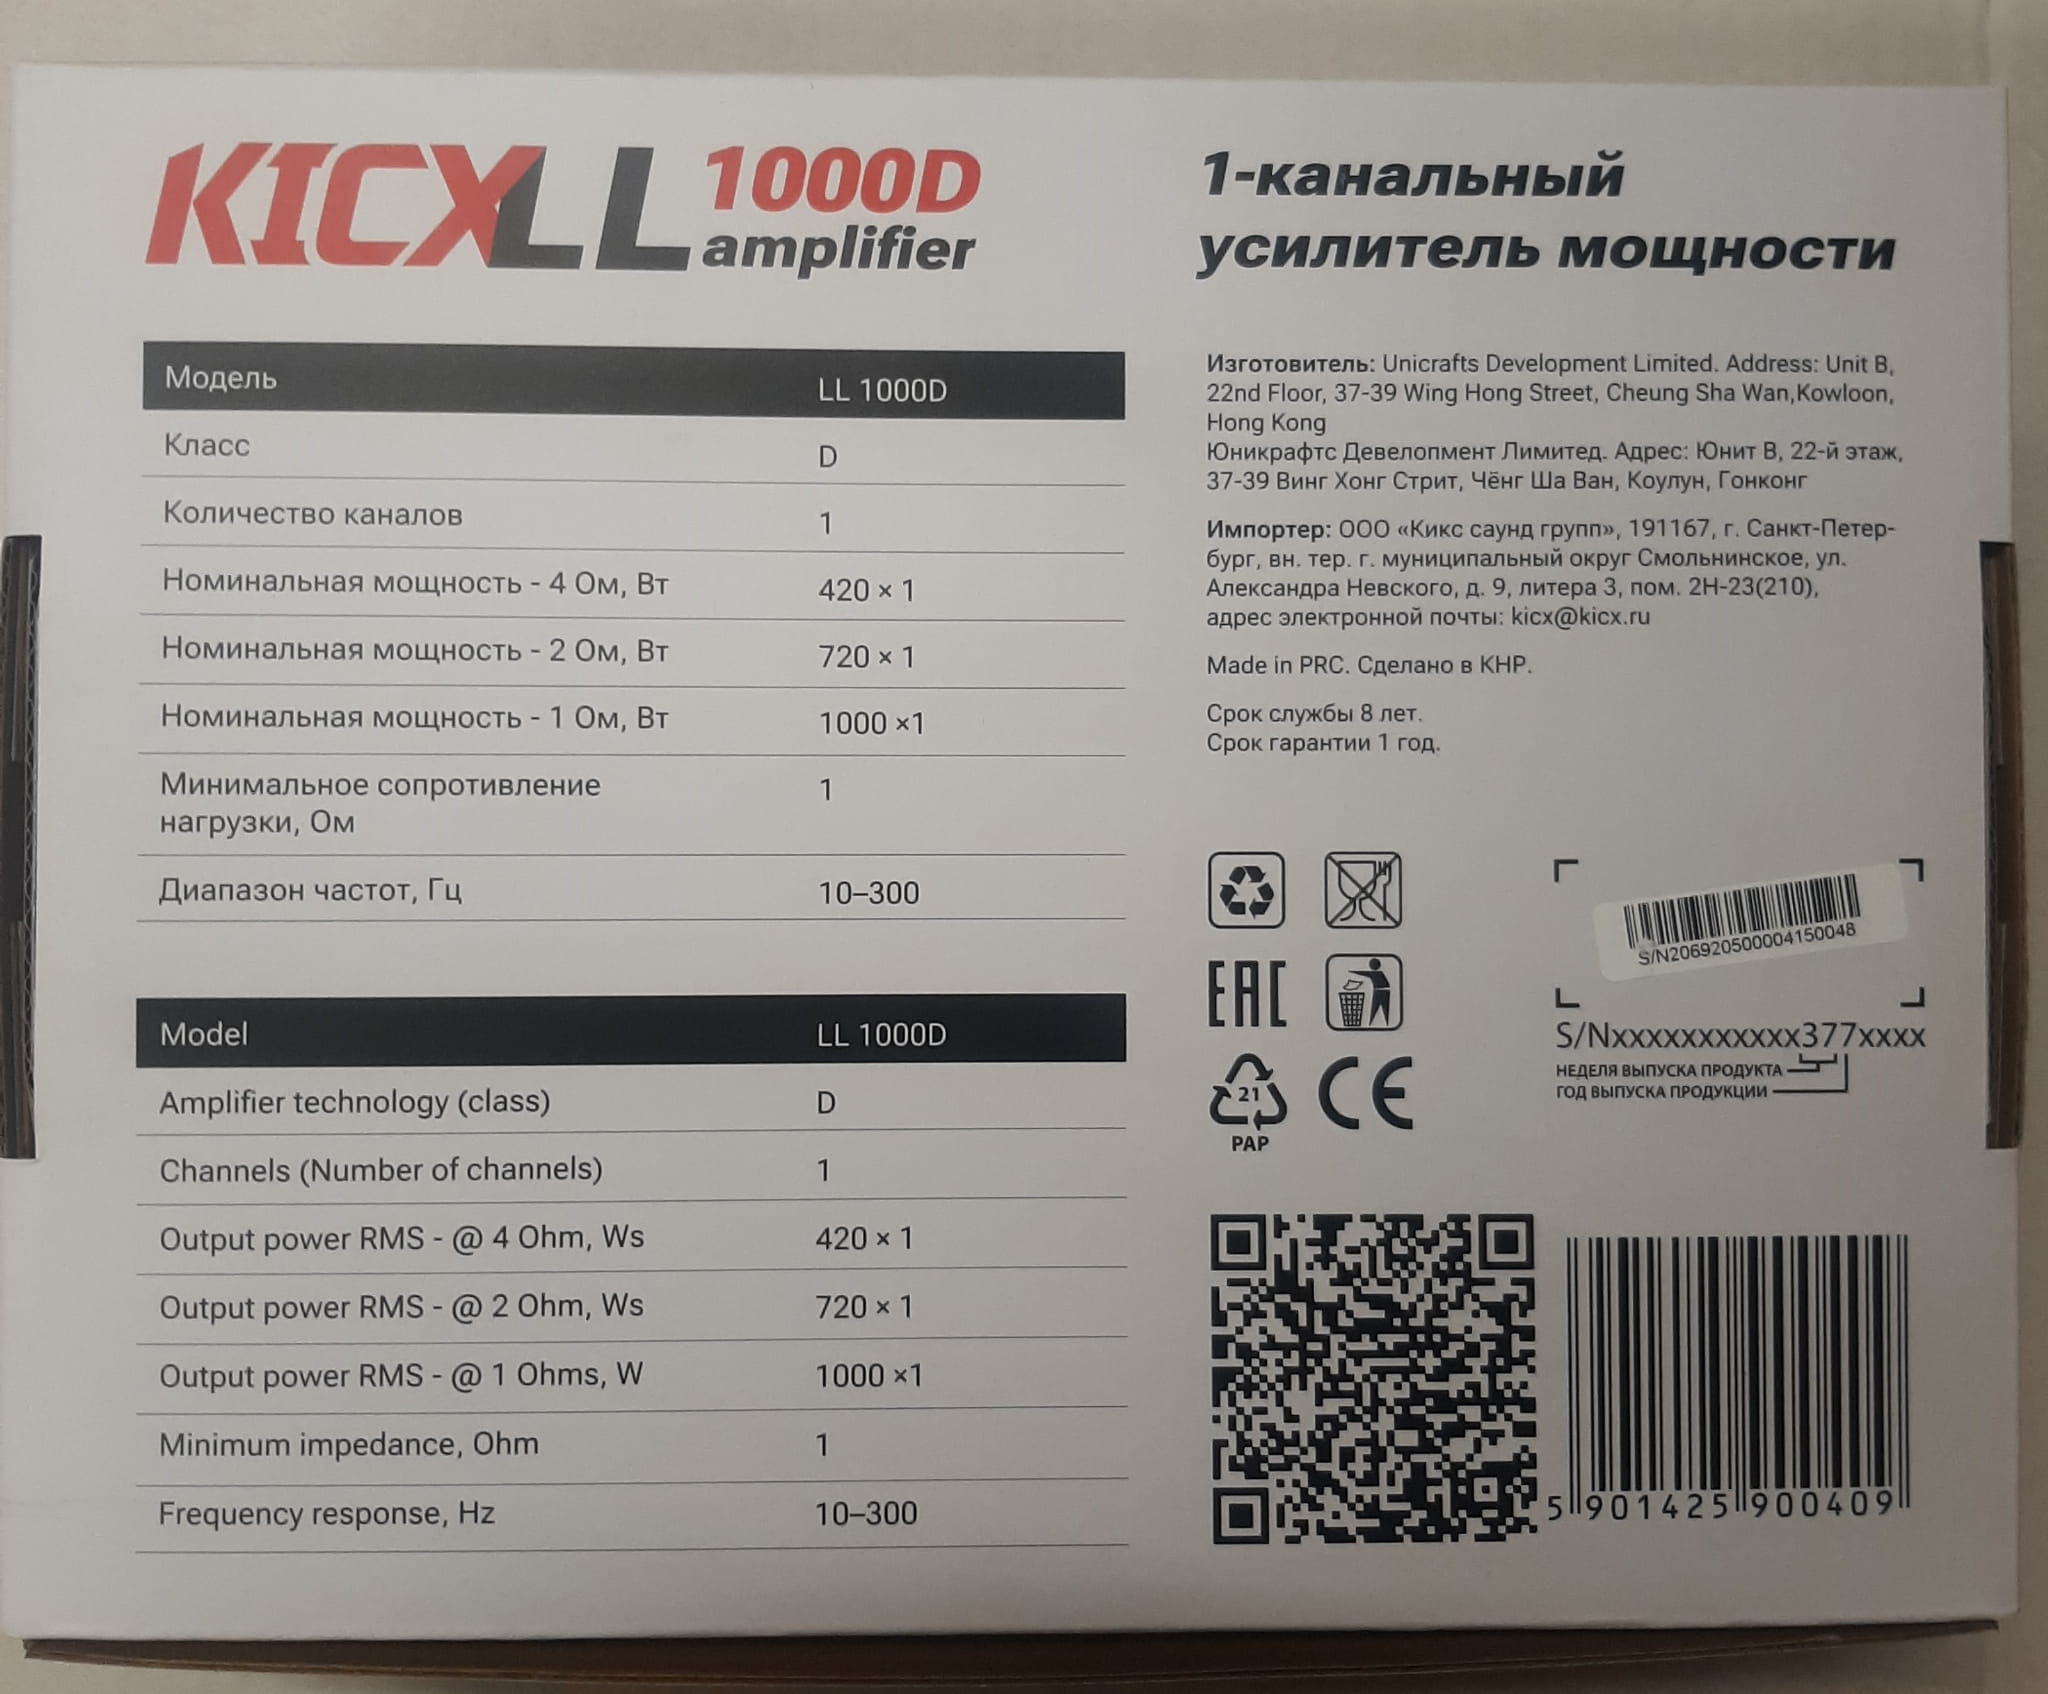 KICX LL 1000D
amplifier
1-канальный
усилитель мощности
Модель LL 1000D
Класс D
Количество каналов 1
Номинальная мощность - 4 Ом, Вт 420 × 1
Номинальная мощность - 2 Ом, Вт 720 × 1
Номинальная мощность - 1 Ом, Вт 1000 ×1
Минимальное сопротивление 1
нагрузки, Ом
Диапазон частот, Гц 10–300
Model LL 1000D
Amplifier technology (class) D
Channels (Number of channels) 1
Output power RMS - @ 4 Ohm, Ws 420 × 1
Output power RMS - @ 2 Ohm, Ws 720 × 1
Output power RMS - @ 1 Ohms, W 1000 ×1
Minimum impedance, Ohm 1
Frequency response, Hz 10–300
Изготовитель: Unicrafts Development Limited. Address: Unit B,
22nd Floor, 37-39 Wing Hong Street, Cheung Sha Wan,Kowloon,
Hong Kong
Юникрафтс Девелопмент Лимитед. Адрес: Юнит В, 22-й этаж,
37-39 Винг Хонг Стрит, Чёнг Ша Ван, Коулун, Гонконг
Импортер: ООО «Кикс саунд групп», 191167, г. Санкт-Петер-
бург, вн. тер. г. муниципальный округ Смольнинское, ул.
Александра Невского, д. 9, литера З, пом. 2Н-23(210),
адрес электронной почты: kicx@kicx.ru
Made in PRC. Сделано в КНР.
Срок службы 8 лет.
Срок гарантии 1 год.
EAC
21
PAP
CE
S/N206920500004150048
S/Nxxxxxxxxxxx377xxxx
НЕДЕЛЯ ВЫПУСКА ПРОДУКТА
ГОД ВЫПУСКА ПРОДУКЦИИ
5 901425 900409